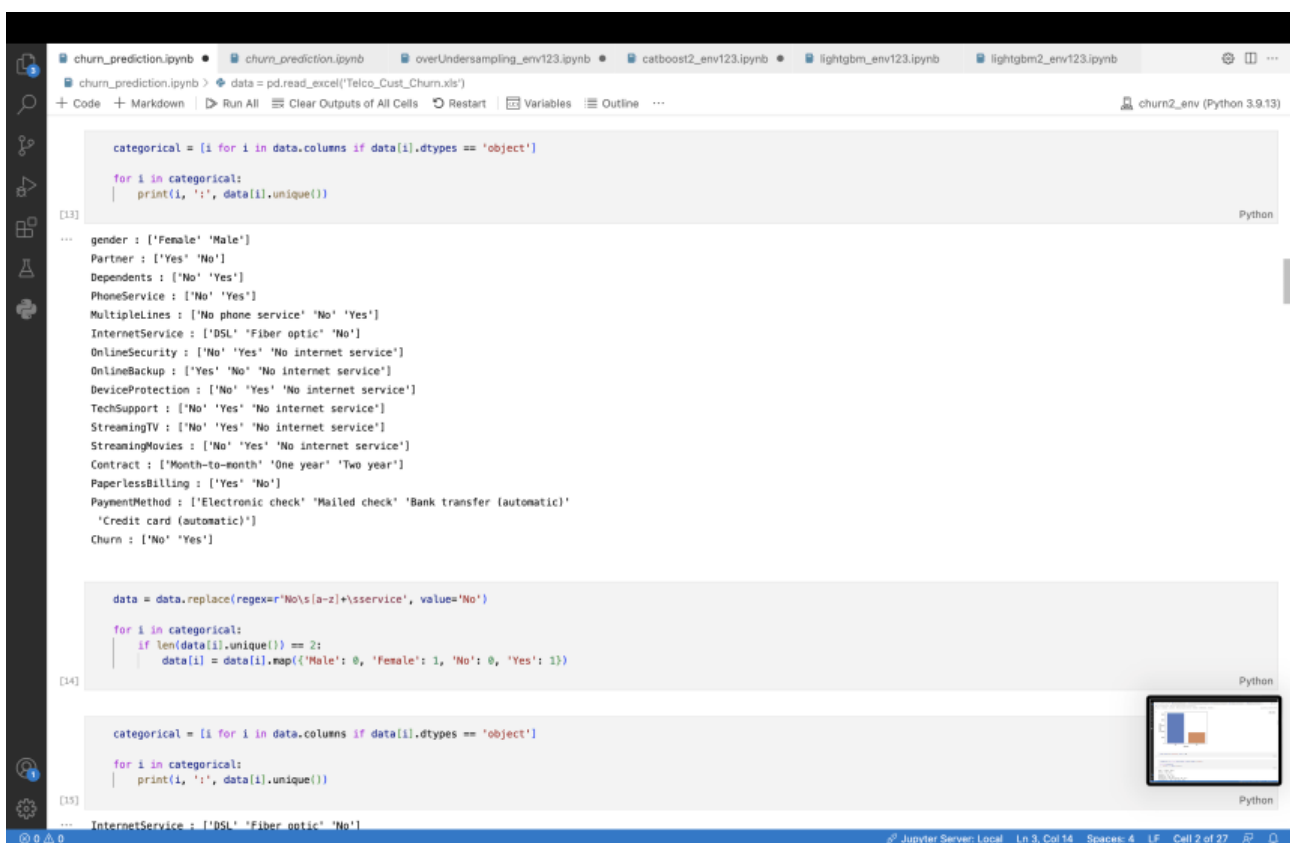 churn_prediction.ipynb ● churn_prediction.ipynb overUndersampling_env123.ipynb ● catboost2_env123.ipynb ● lightgbm_env123.ipynb lightgbm2_env123.ipynb
churn_prediction.ipynb > data = pd.read_excel('Telco_Cust_Churn.xls')
+ Code + Markdown Run All Clear Outputs of All Cells Restart Variables Outline ... churn2_env (Python 3.9.13)
categorical = [i for i in data.columns if data[i].dtypes == 'object']
for i in categorical:
print(i, ':', data[i].unique())
[13] Python
... gender : ['Female' 'Male']
Partner : ['Yes' 'No']
Dependents : ['No' 'Yes']
PhoneService : ['No' 'Yes']
MultipleLines : ['No phone service' 'No' 'Yes']
InternetService : ['DSL' 'Fiber optic' 'No']
OnlineSecurity : ['No' 'Yes' 'No internet service']
OnlineBackup : ['Yes' 'No' 'No internet service']
DeviceProtection : ['No' 'Yes' 'No internet service']
TechSupport : ['No' 'Yes' 'No internet service']
StreamingTV : ['No' 'Yes' 'No internet service']
StreamingMovies : ['No' 'Yes' 'No internet service']
Contract : ['Month-to-month' 'One year' 'Two year']
PaperlessBilling : ['Yes' 'No']
PaymentMethod : ['Electronic check' 'Mailed check' 'Bank transfer (automatic)'
'Credit card (automatic)']
Churn : ['No' 'Yes']
data = data.replace(regex=r'No\s[a-z]+\sservice', value='No')
for i in categorical:
if len(data[i].unique()) == 2:
data[i] = data[i].map({'Male': 0, 'Female': 1, 'No': 0, 'Yes': 1})
[14] Python
categorical = [i for i in data.columns if data[i].dtypes == 'object']
for i in categorical:
print(i, ':', data[i].unique())
[15] Python
... InternetService : ['DSL' 'Fiber optic' 'No']
0 0 Jupyter Server: Local Ln 3, Col 14 Spaces: 4 LF Cell 2 of 27